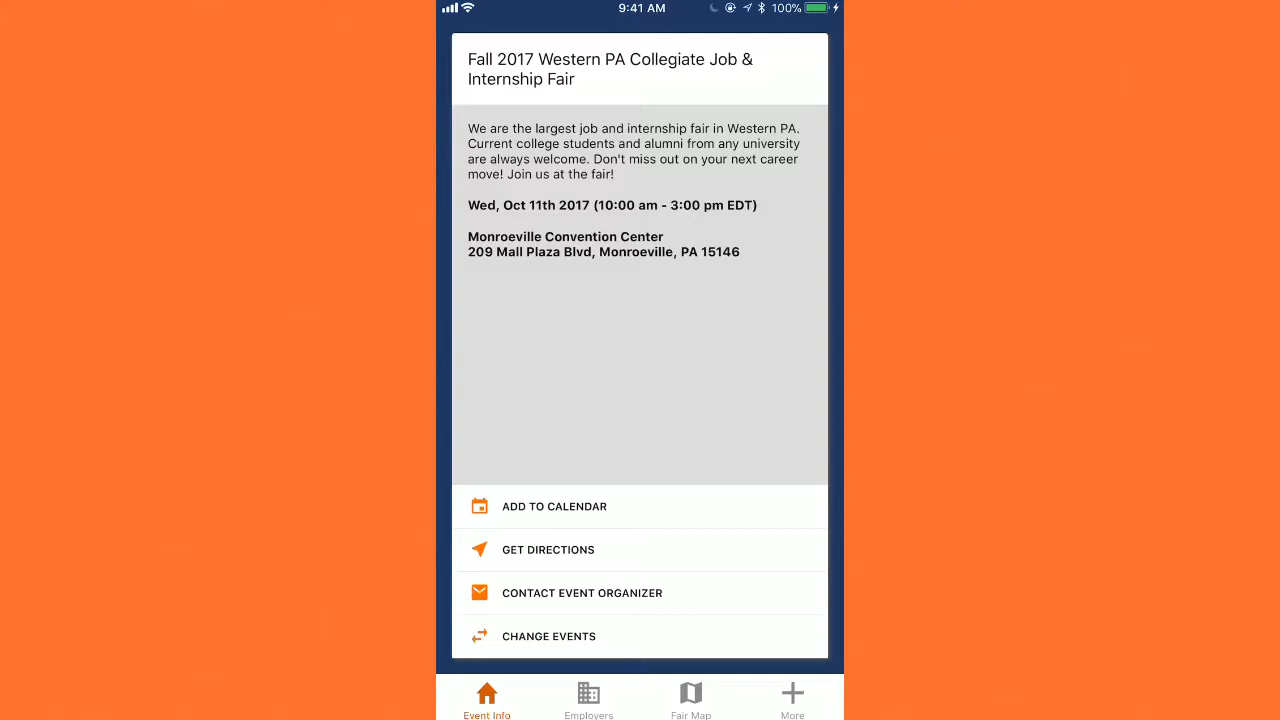 9:41 AM
100%
Fall 2017 Western PA Collegiate Job &
Internship Fair
We are the largest job and internship fair in Western PA.
Current college students and alumni from any university
are always welcome. Don't miss out on your next career
move! Join us at the fair!
Wed, Oct 11th 2017 (10:00 am - 3:00 pm EDT)
Monroeville Convention Center
209 Mall Plaza Blvd, Monroeville, PA 15146
ADD TO CALENDAR
GET DIRECTIONS
CONTACT EVENT ORGANIZER
CHANGE EVENTS
Event Info
Employers
Fair Map
More